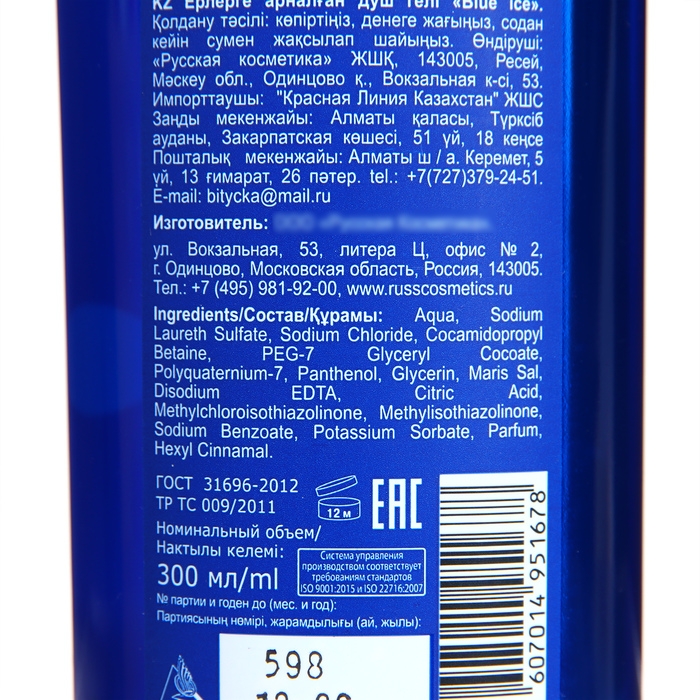 KZ Ерлерге арналған душ гелі «Blue Ice».
Қолдану тәсілі: көпіртіңіз, денеге жағыңыз, содан
кейін сумен жақсылап шайыңыз. Өндіруші:
«Русская косметика» ЖШҚ, 143005, Ресей,
Мәскеу обл., Одинцово қ., Вокзальная к-сі, 53.
Импорттаушы: "Красная Линия Казахстан" ЖШС
Заңды мекенжайы: Алматы қаласы, Түрксіб
ауданы, Закарпатская көшесі, 51 үй, 18 кеңсе
Пошталық мекенжайы: Алматы ш / а. Керемет, 5
үй, 13 ғимарат, 26 пәтер. tel.: +7(727)379-24-51.
E-mail: bitycka@mail.ru
Изготовитель: ООО «Русская Косметика».
ул. Вокзальная, 53, литера Ц, офис № 2,
г. Одинцово, Московская область, Россия, 143005.
Тел.: +7 (495) 981-92-00, www.russcosmetics.ru
Ingredients/Состав/Құрамы: Aqua, Sodium
Laureth Sulfate, Sodium Chloride, Cocamidopropyl
Betaine, PEG-7 Glyceryl Cocoate,
Polyquaternium-7, Panthenol, Glycerin, Maris Sal,
Disodium EDTA, Citric Acid,
Methylchloroisothiazolinone, Methylisothiazolinone,
Sodium Benzoate, Potassium Sorbate, Parfum,
Hexyl Cinnamal.
ГОСТ 31696-2012
ТР ТС 009/2011
12 м
EAC
Номинальный объем/
Нақтылы көлемі:
300 мл/ml
Система управления
производством соответствует
требованиям стандартов
ISO 9001:2015 и ISO 22716:2007
№ партии и годен до (мес. и год):
Партиясының нөмірі, жарамдылығы (ай, жылы):
598
607014 951678